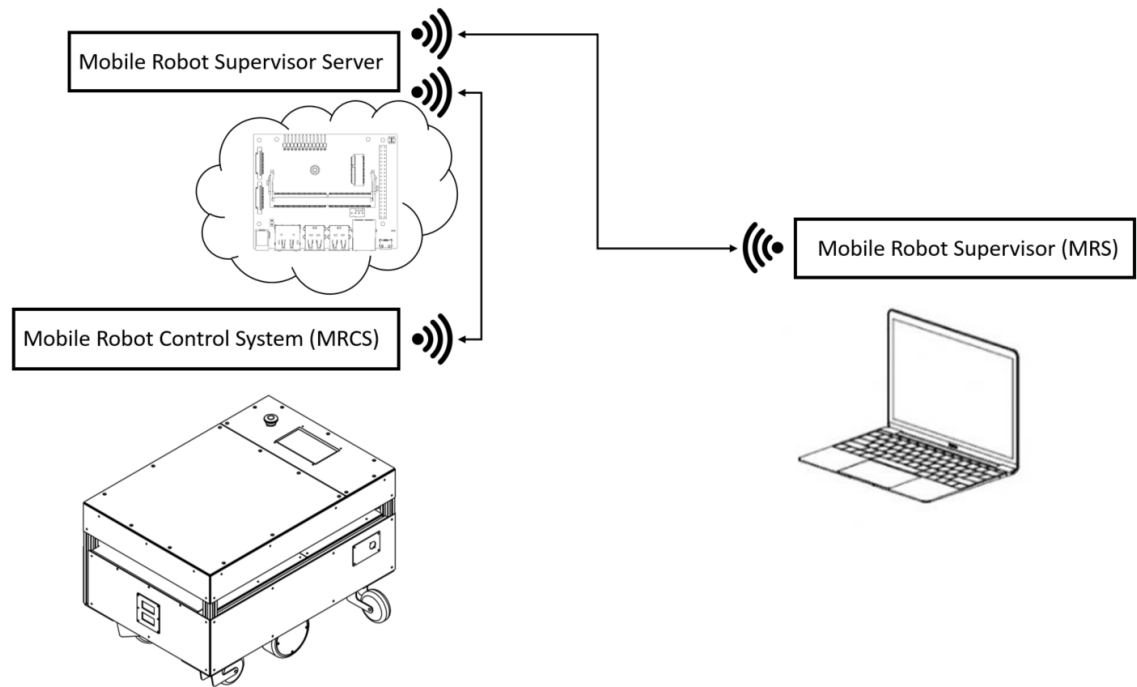 Mobile Robot Supervisor Server
Mobile Robot Supervisor (MRS)
Mobile Robot Control System (MRCS)